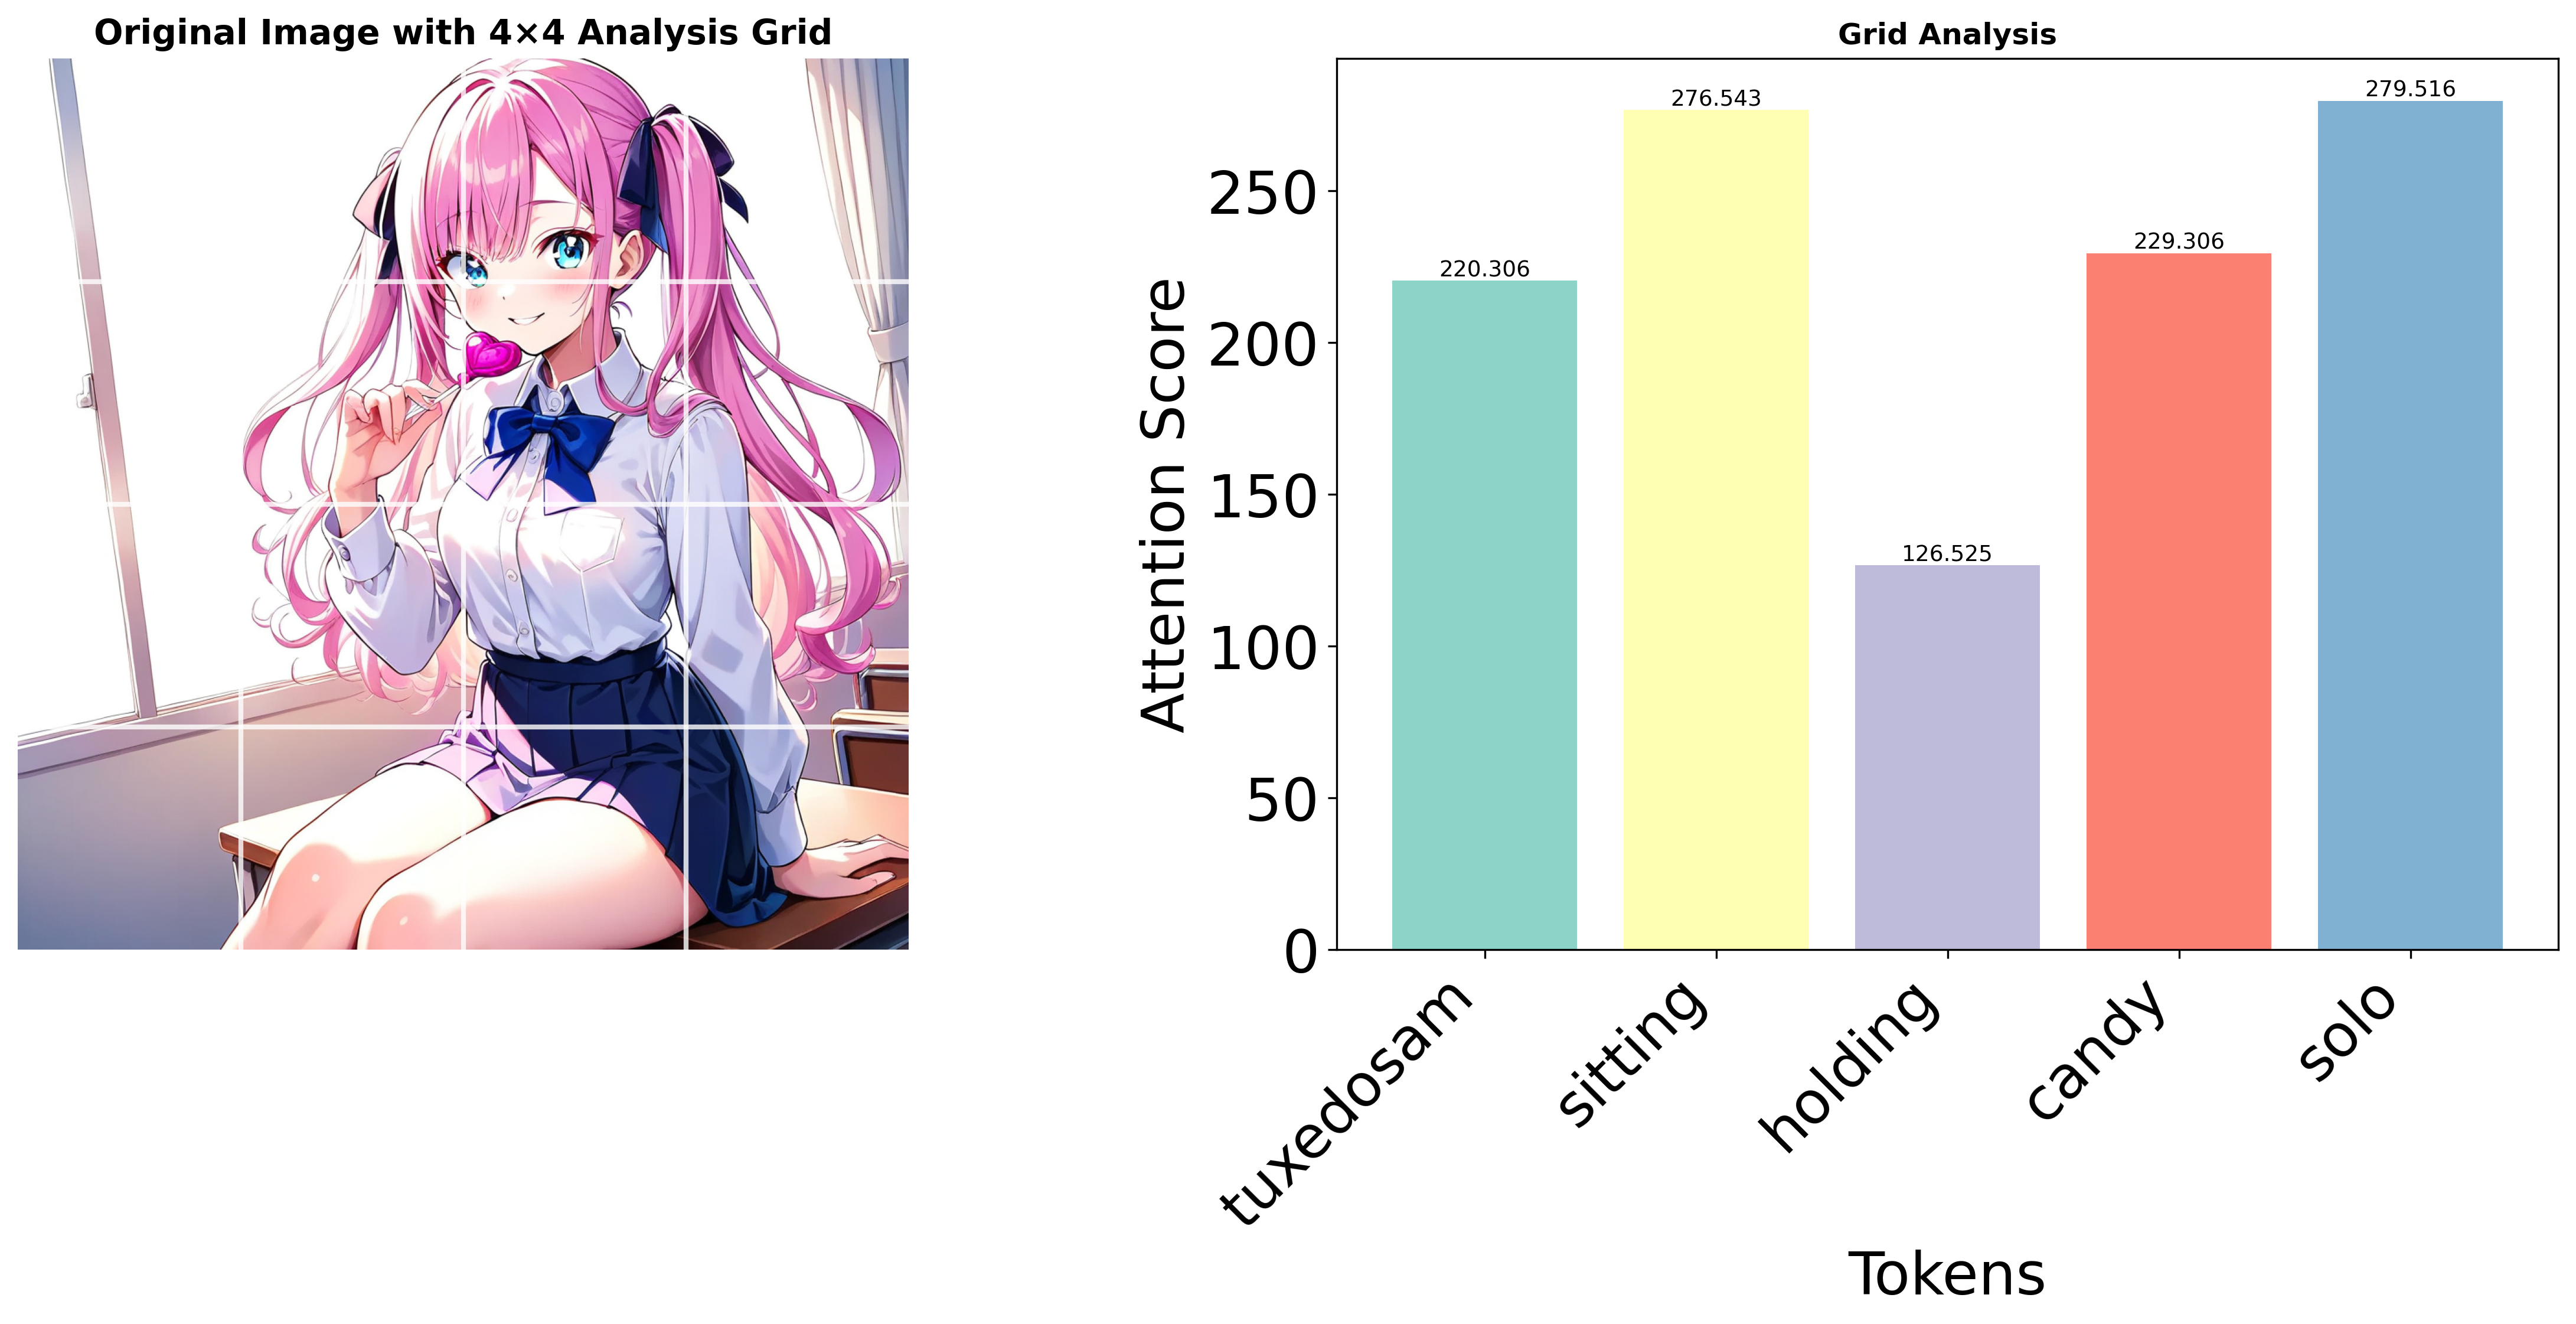 Original Image with 4×4 Analysis Grid
Grid Analysis
Attention Score
250
200
150
100
50
0
220.306
276.543
126.525
229.306
279.516
tuxedosam
sitting
holding
candy
solo
Tokens